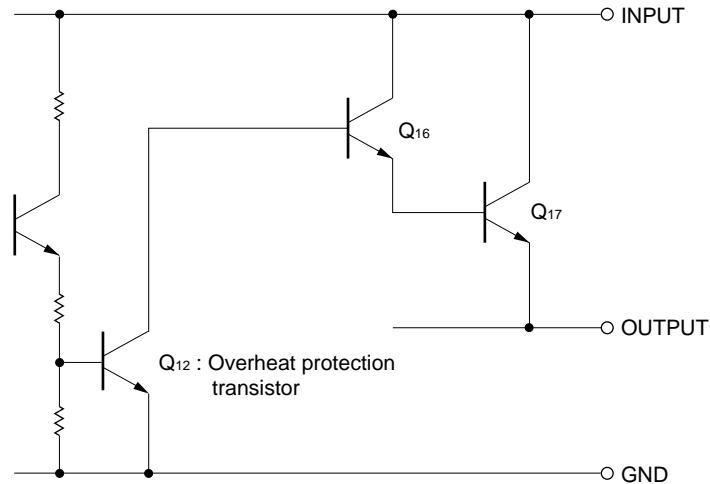 INPUT
Q16
Q17
OUTPUT
Q12 : Overheat protection
transistor
GND